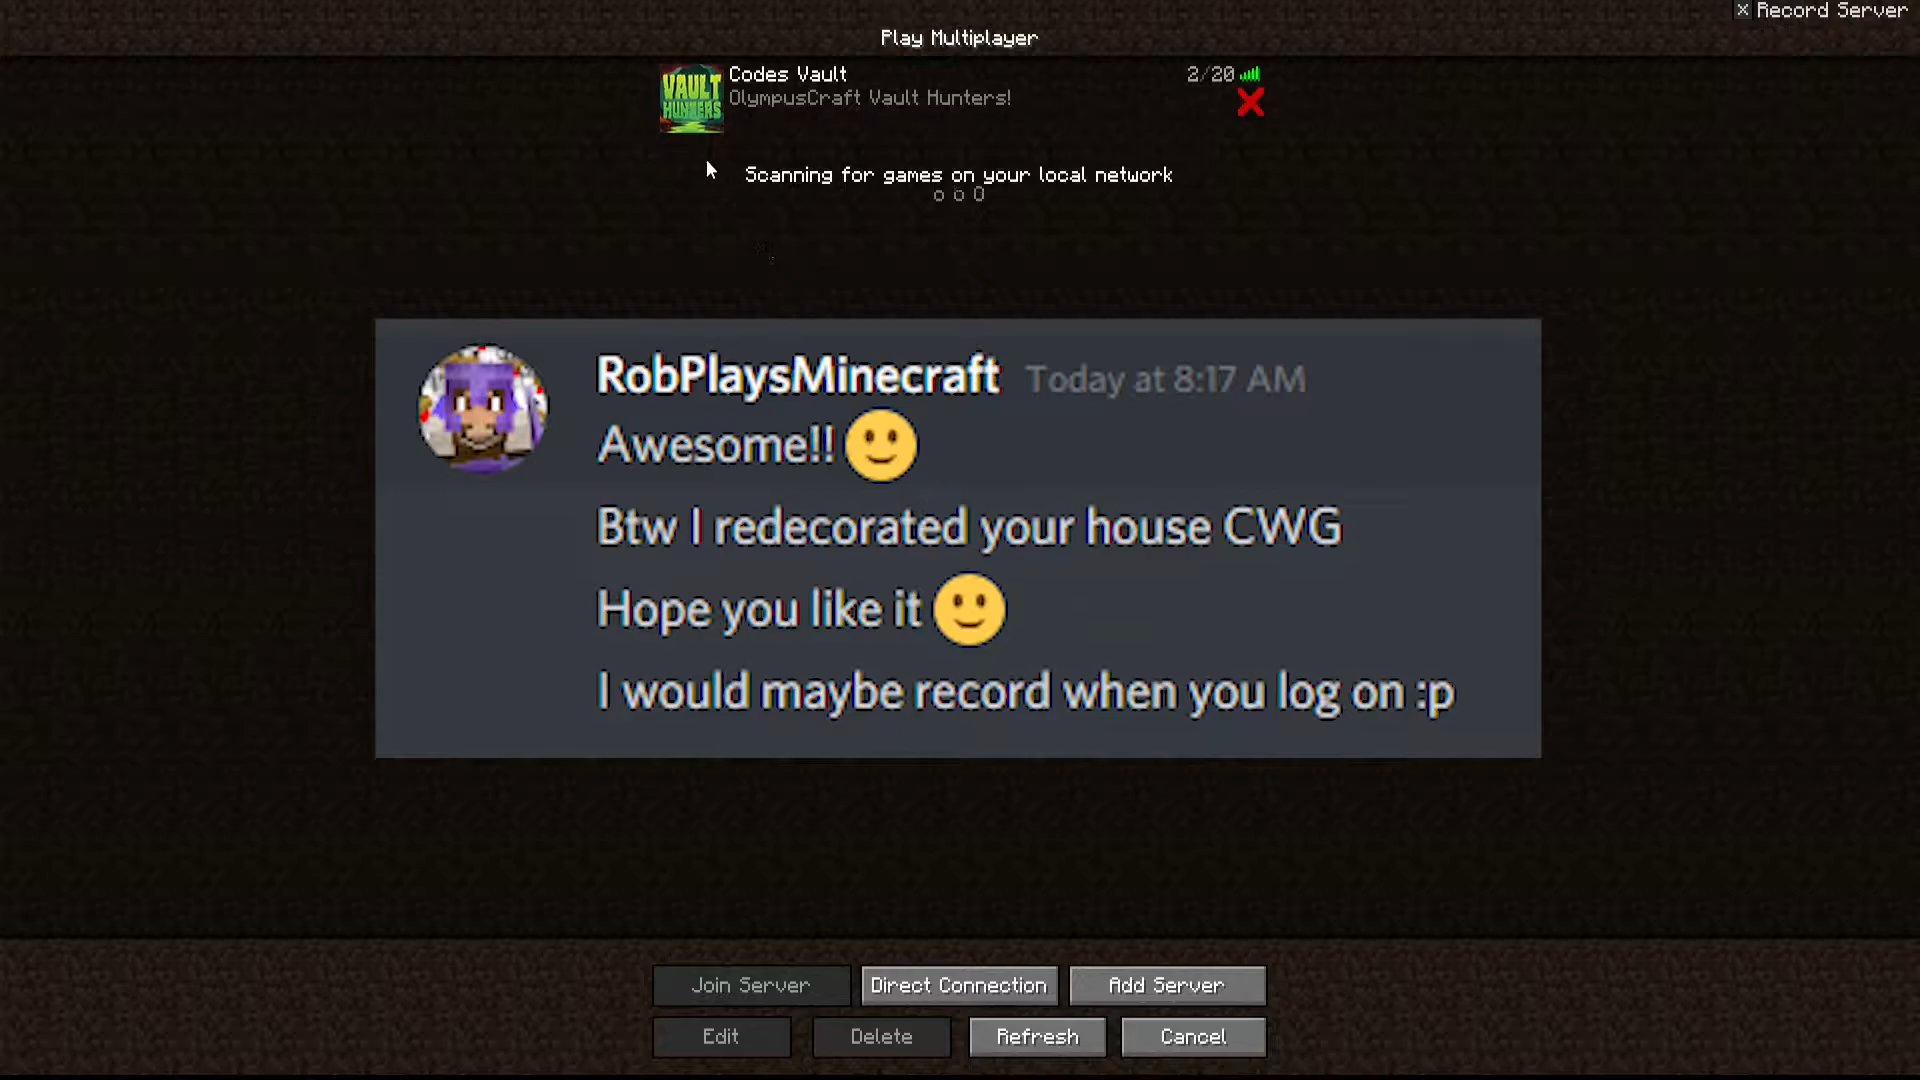 x Record Server
Play Multiplayer
VAULT HUNTERS
Codes Vault 2/20
OlympusCraft Vault Hunters!
Scanning for games on your local network
o o O
RobPlaysMinecraft Today at 8:17 AM
Awesome!! 🙂
Btw I redecorated your house CWG
Hope you like it 🙂
I would maybe record when you log on :p
Join Server Direct Connection Add Server
Edit Delete Refresh Cancel